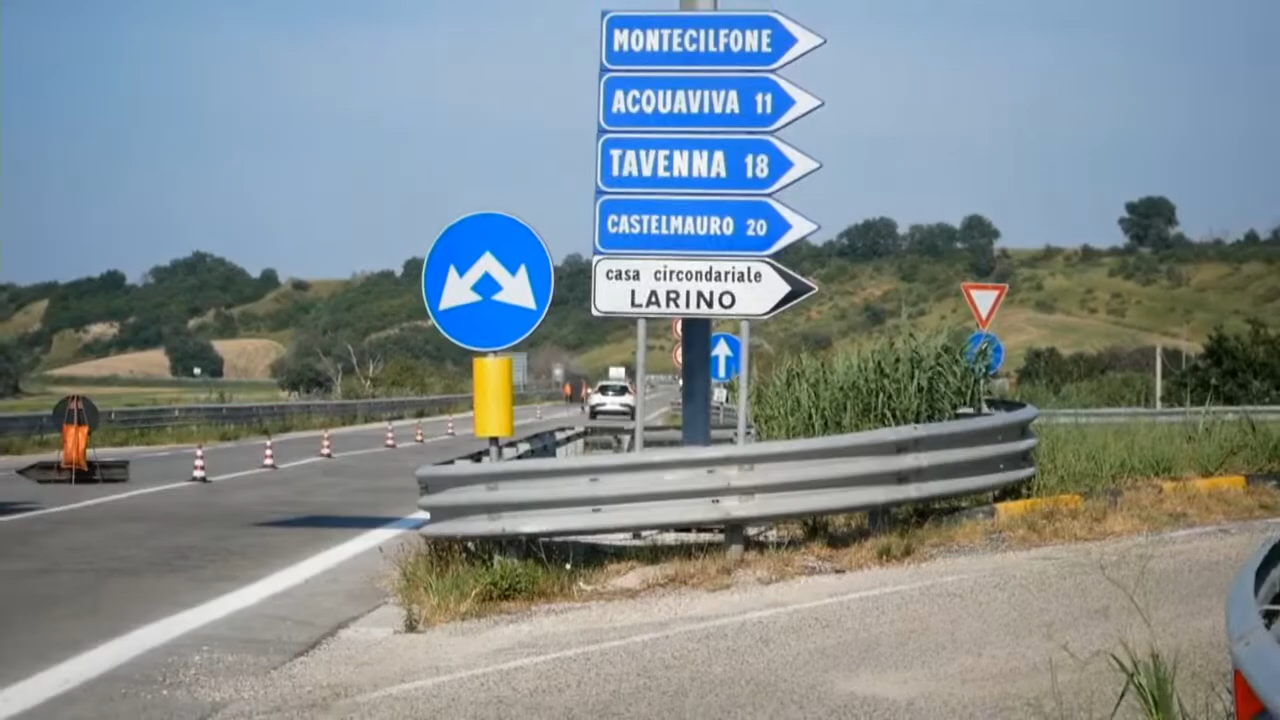 MONTECILFONE
ACQUAVIVA 11
TAVENNA 18
CASTELMAURO 20
casa circondariale
LARINO